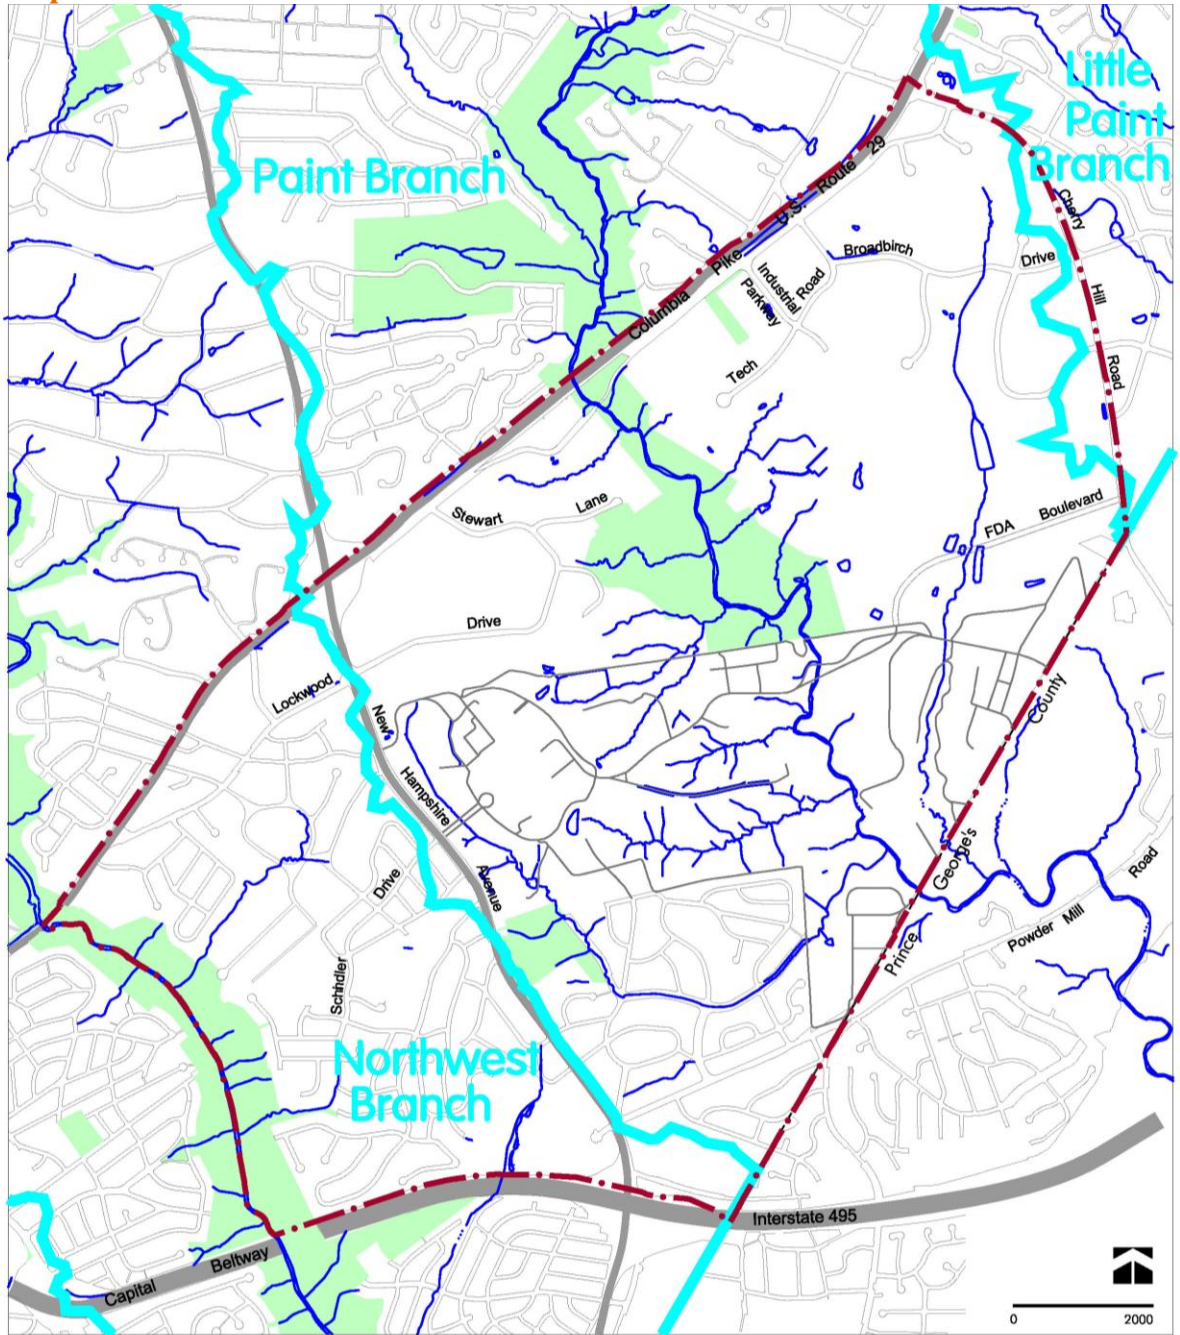 Little
Paint
Branch
Paint Branch
U.S. Route 29
Columbia Pike
Cherry
Hill
Road
Broadbirch
Drive
Industrial
Parkway
Road
Tech
Stewart
Lane
FDA Boulevard
Drive
Lockwood
New
Hampshire
Avenue
County
George's
Prince
Road
Powder Mill
Drive
Schindler
Northwest
Branch
Interstate 495
Beltway
Capital
0 2000